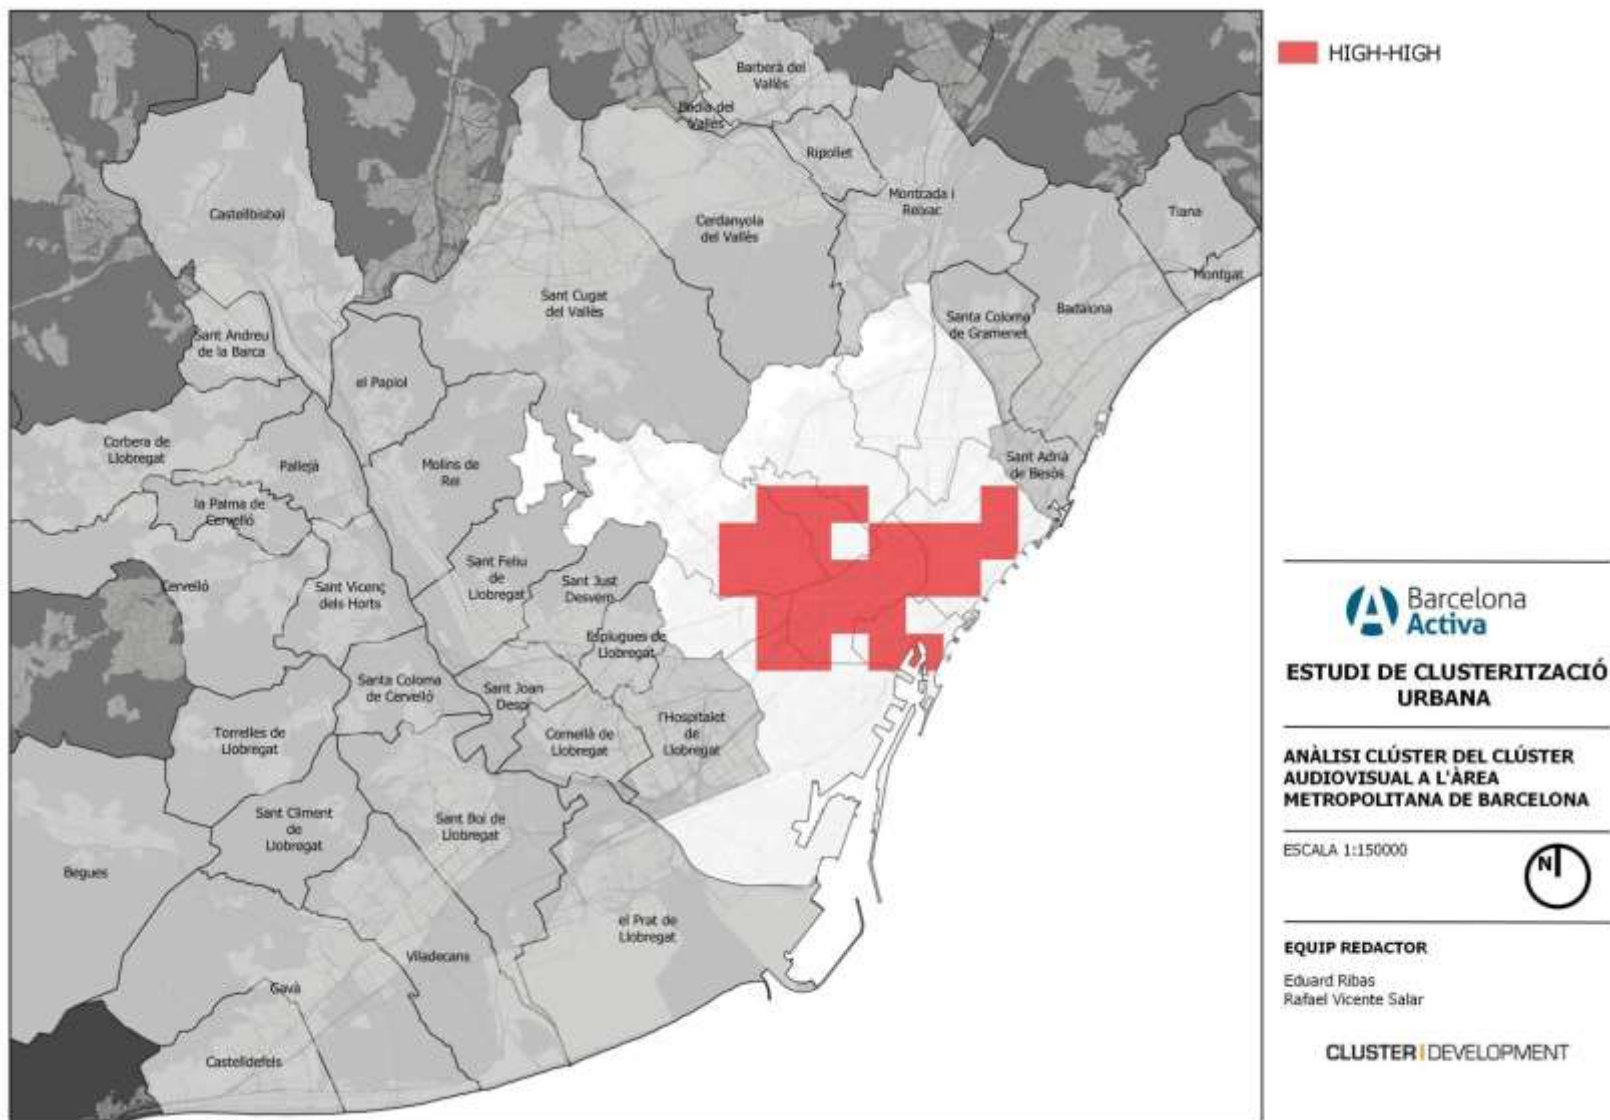 HIGH-HIGH
Barberà del
Vallès
Badia del
Vallès
Ripollet
Montcada i
Reixac
Tiana
Montgat
Castellbisbal
Cerdanyola
del Vallès
Sant Cugat
del Vallès
Santa Coloma
de Gramenet
Badalona
Sant Andreu
de la Barca
el Papiol
Corbera de
Llobregat
Pallejà
Molins de
Rei
Sant Adrià
de Besòs
la Palma de
Cervelló
Cervelló
Sant Vicenç
dels Horts
Sant Feliu
de
Llobregat
Sant Just
Desvern
Esplugues de
Llobregat
Santa Coloma
de Cervelló
Sant Joan
Despí
Cornellà de
Llobregat
l'Hospitalet
de
Llobregat
Torrelles de
Llobregat
Sant Climent
de
Llobregat
Sant Boi de
Llobregat
Begues
el Prat de
Llobregat
Viladecans
Gavà
Castelldefels
Barcelona
Activa
ESTUDI DE CLUSTERITZACIÓ
URBANA
ANÀLISI CLÚSTER DEL CLÚSTER
AUDIOVISUAL A L'ÀREA
METROPOLITANA DE BARCELONA
ESCALA 1:150000
N
EQUIP REDACTOR
Eduard Ribas
Rafael Vicente Salar
CLUSTER DEVELOPMENT